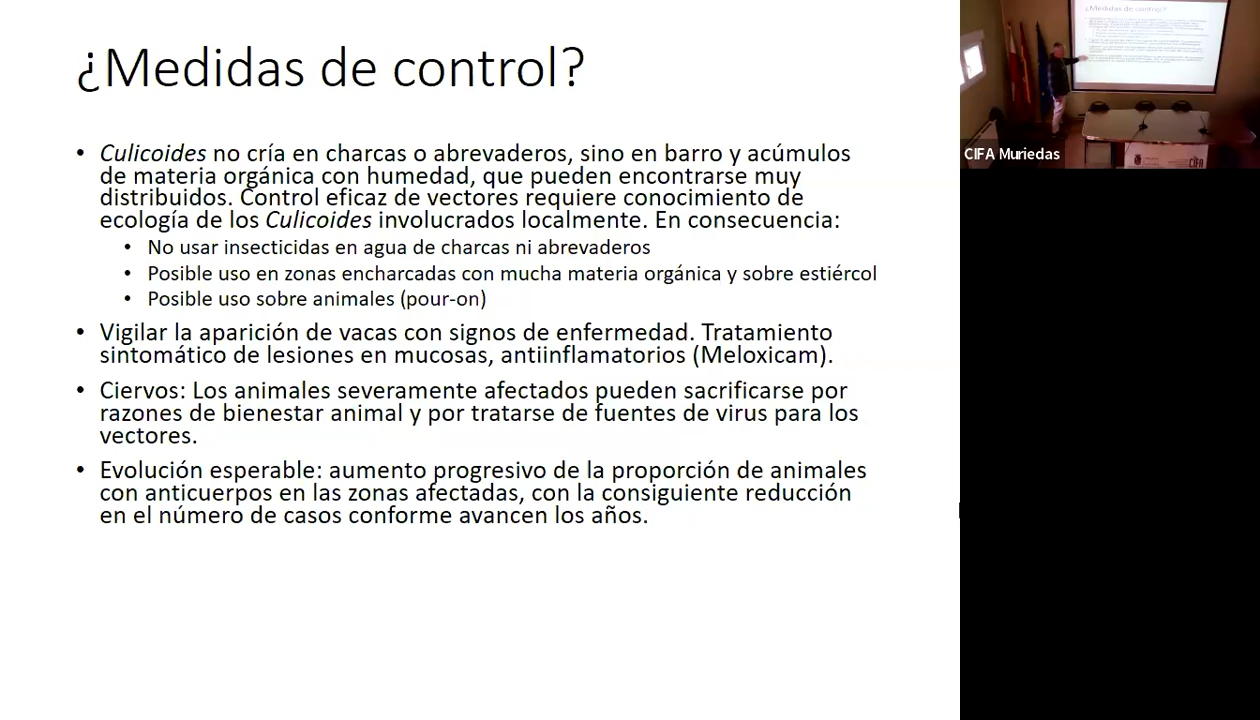 ¿Medidas de control?
• Culicoides no cría en charcas o abrevaderos, sino en barro y acúmulos
de materia orgánica con humedad, que pueden encontrarse muy
distribuidos. Control eficaz de vectores requiere conocimiento de
ecología de los Culicoides involucrados localmente. En consecuencia:
• No usar insecticidas en agua de charcas ni abrevaderos
• Posible uso en zonas encharcadas con mucha materia orgánica y sobre estiércol
• Posible uso sobre animales (pour-on)
• Vigilar la aparición de vacas con signos de enfermedad. Tratamiento
sintomático de lesiones en mucosas, antiinflamatorios (Meloxicam).
• Ciervos: Los animales severamente afectados pueden sacrificarse por
razones de bienestar animal y por tratarse de fuentes de virus para los
vectores.
• Evolución esperable: aumento progresivo de la proporción de animales
con anticuerpos en las zonas afectadas, con la consiguiente reducción
en el número de casos conforme avancen los años.
¿Medidas de control?
CIFA Muriedas
CIFA